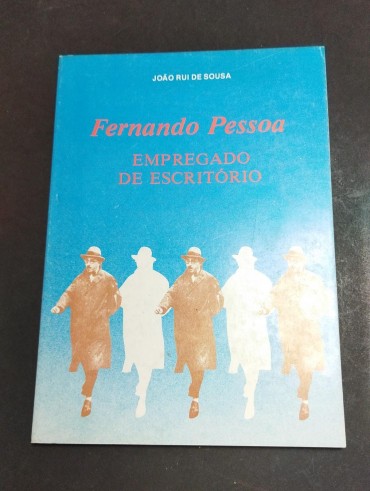 JOÃO RUI DE SOUSA
Fernando Pessoa
EMPREGADO
DE ESCRITÓRIO